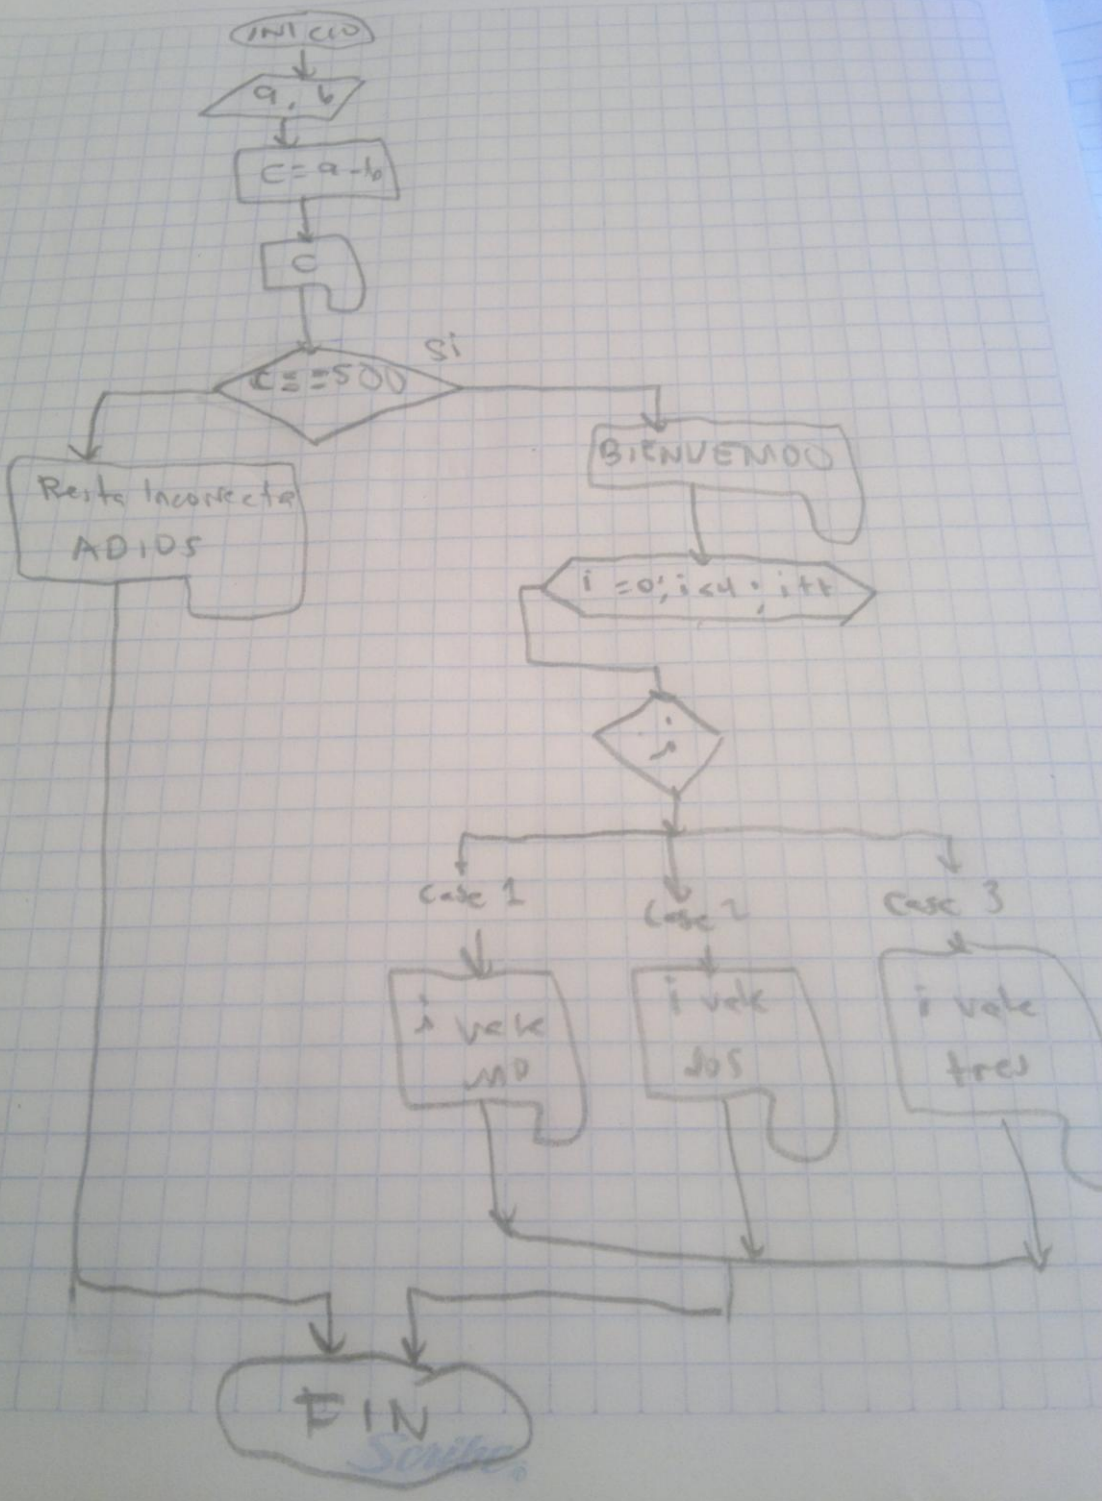 INICIO
a, b
c=a-b
c
Si
c==500
BIENVENIDO
Resta Incorrecta
ADIOS
i=0; i<4; i++
i
case 1
case 2
case 3
i vale
uno
i vale
dos
i vale
tres
FIN
Scribe